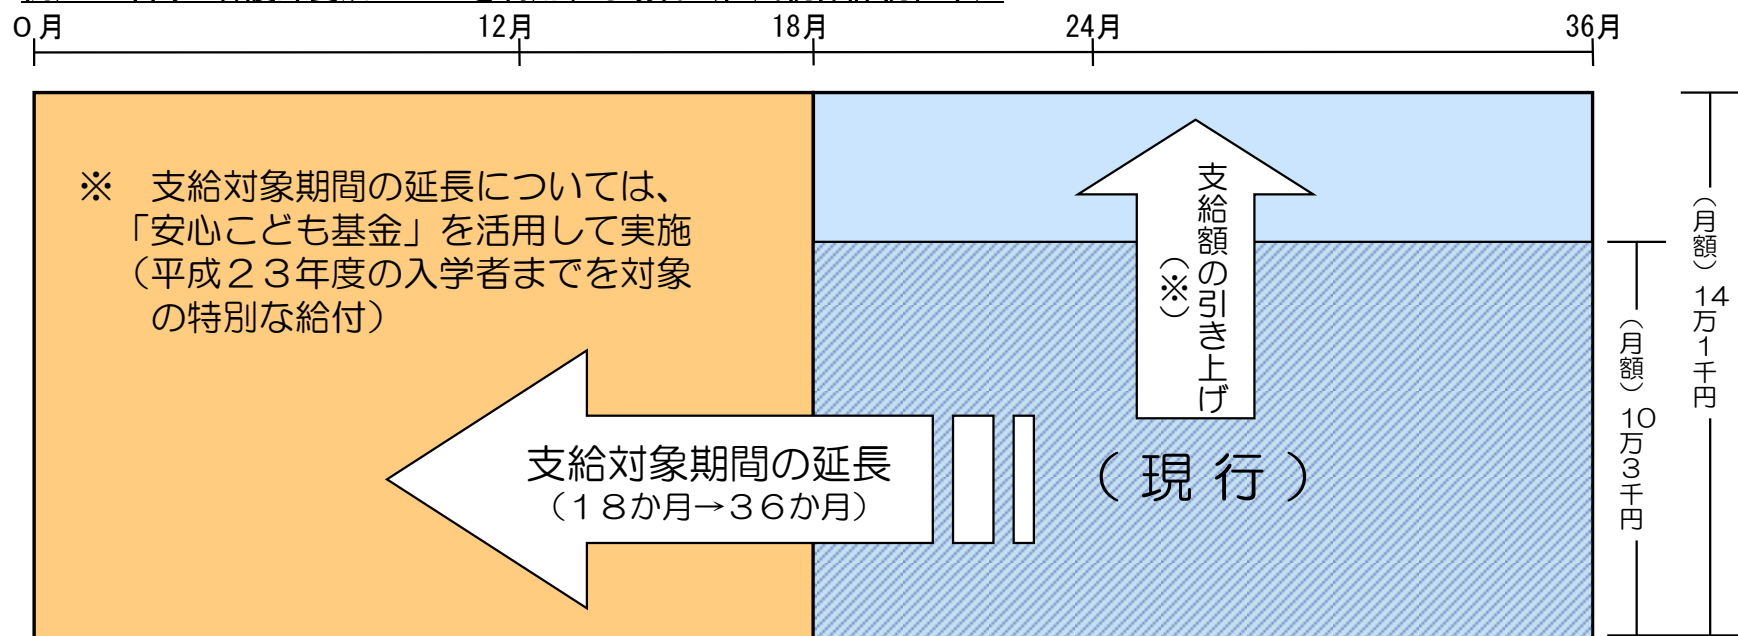 ０月
12月
18月
24月
36月
※　支給対象期間の延長については、
「安心こども基金」を活用して実施
（平成２３年度の入学者までを対象
の特別な給付）
支給額の引き上げ
（※）
（月額）14万１千円
（月額）10万３千円
支給対象期間の延長
（１８か月→３６か月）
（ 現 行 ）